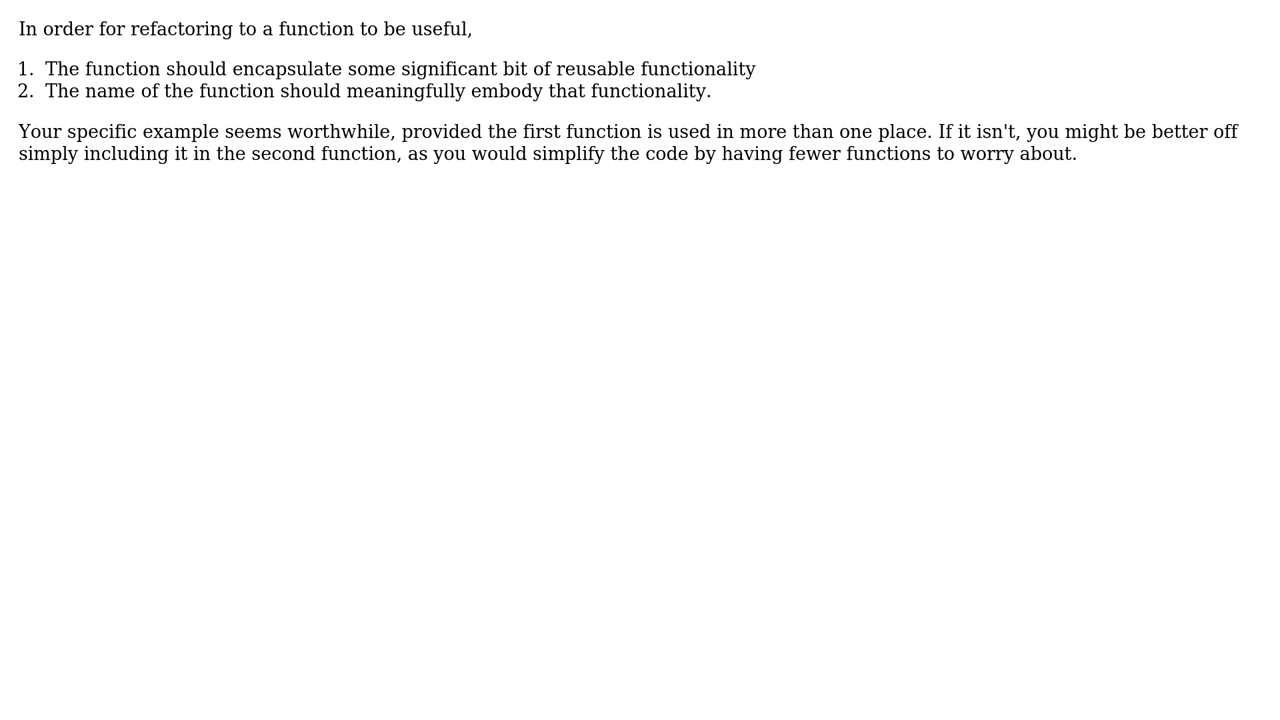 In order for refactoring to a function to be useful,
1. The function should encapsulate some significant bit of reusable functionality
2. The name of the function should meaningfully embody that functionality.
Your specific example seems worthwhile, provided the first function is used in more than one place. If it isn't, you might be better off
simply including it in the second function, as you would simplify the code by having fewer functions to worry about.